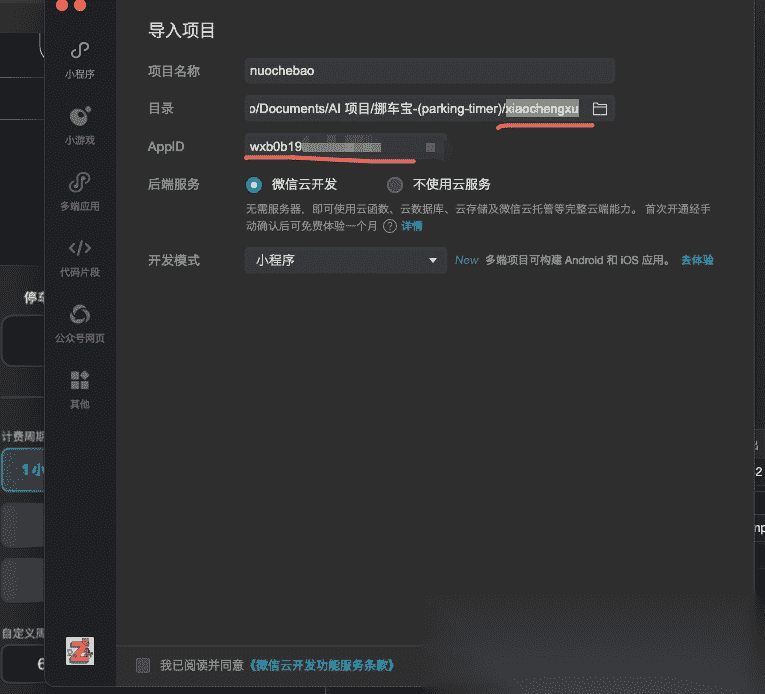 导入项目
小程序
项目名称
nuochebao
目录
o/Documents/AI 项目/挪车宝-(parking-timer)/xiaochengxu
小游戏
AppID
wxb0b19
后端服务
微信云开发
不使用云服务
多端应用
无需服务器，即可使用云函数、云数据库、云存储及微信云托管等完整云端能力。 首次开通经手
动确认后可免费体验一个月 ? 详情
开发模式
小程序
New 多端项目可构建 Android 和 iOS 应用。 去体验
代码片段
停车
公众号网页
其他
计费周期
1小
自定义周
6
我已阅读并同意《微信云开发功能服务条款》